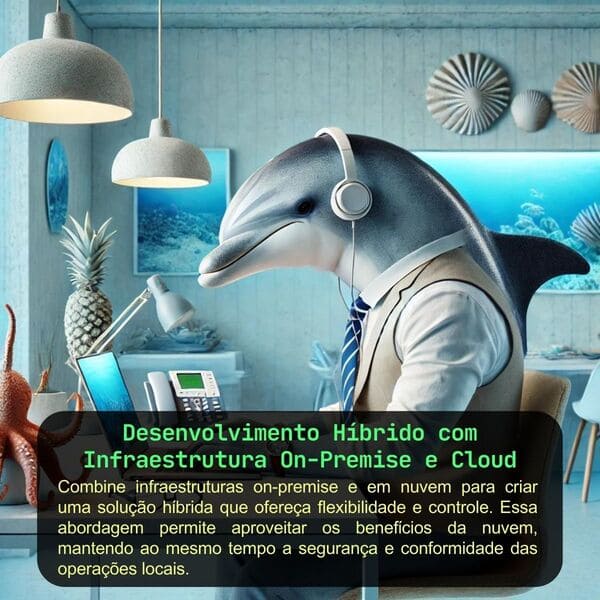 Desenvolvimento Híbrido com
Infraestrutura On-Premise e Cloud
Combine infraestruturas on-premise e em nuvem para criar
uma solução híbrida que ofereça flexibilidade e controle. Essa
abordagem permite aproveitar os benefícios da nuvem,
mantendo ao mesmo tempo a segurança e conformidade das
operações locais.